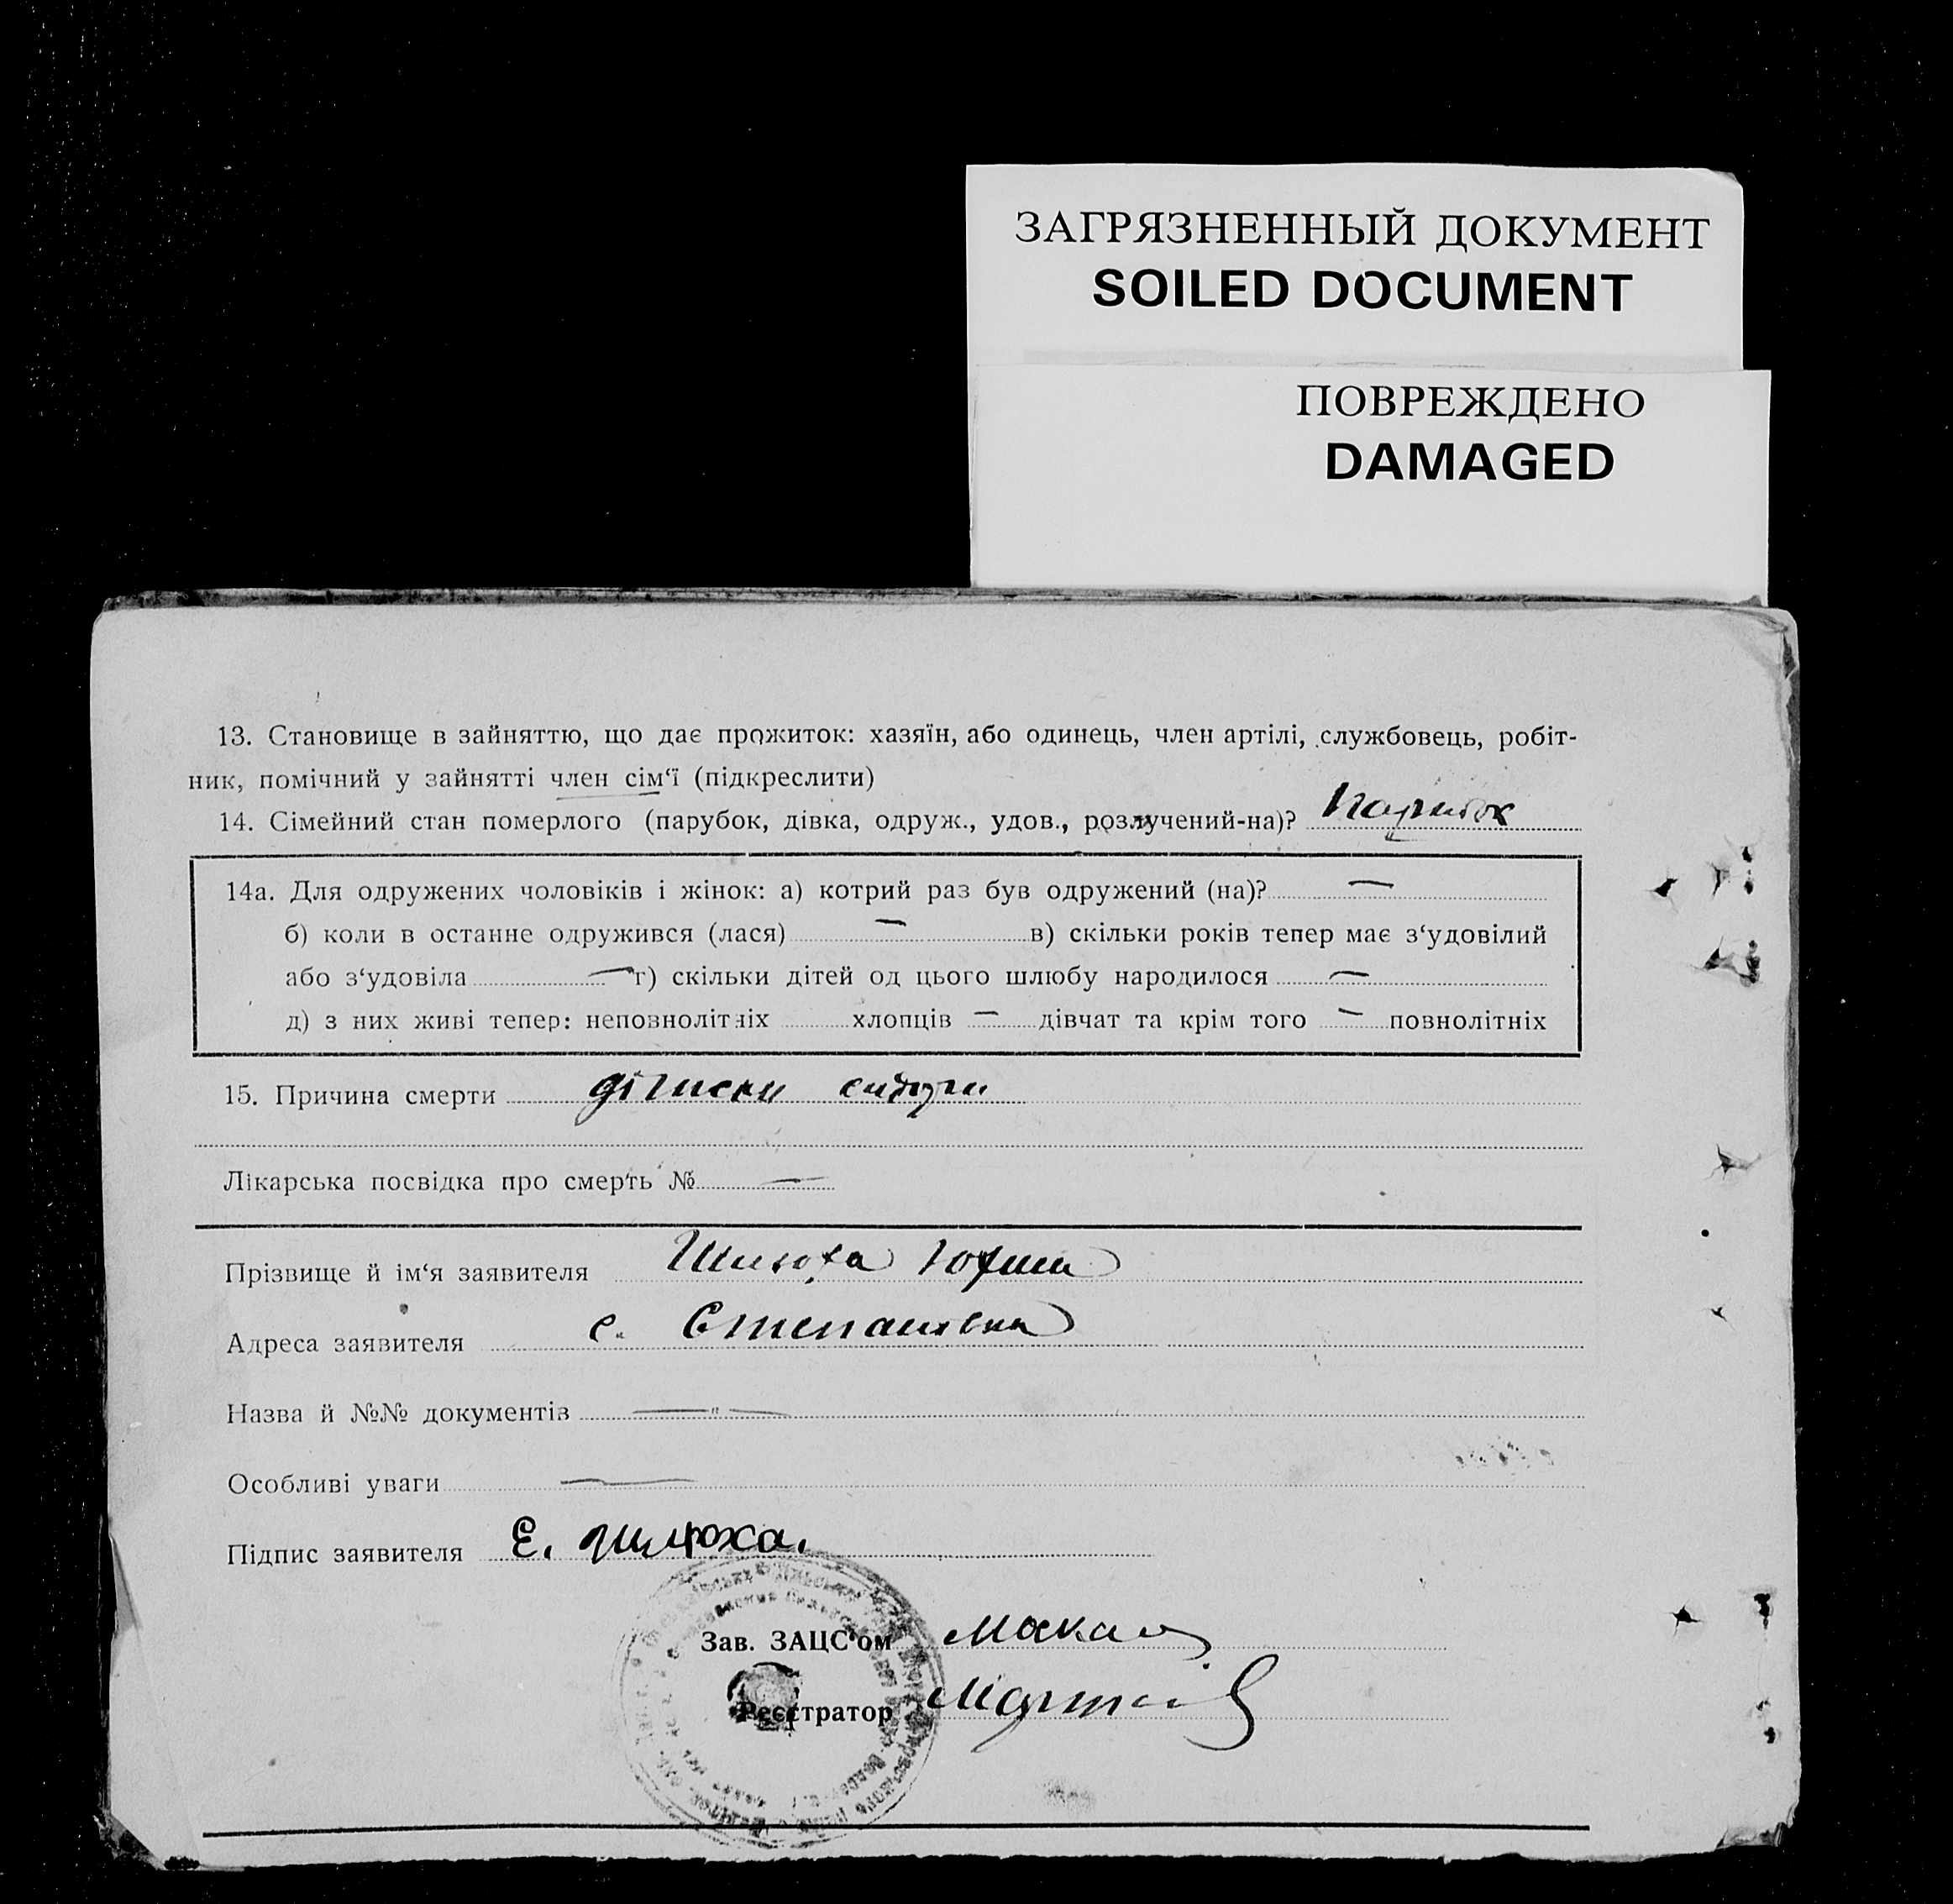 ЗАГРЯЗНЕННЫЙ ДОКУМЕНТ
SOILED DOCUMENT
ПОВРЕЖДЕНО
DAMAGED
13. Становище в зайняттю, що дає прожиток: хазяїн, або одинець, член артілі, службовець, робіт-
ник, помічний у зайнятті член сім‘ї (підкреслити)
14. Сімейний стан померлого (парубок, дівка, одруж., удов., розлучений-на)?
14а. Для одружених чоловіків і жінок: а) котрий раз був одружений (на)? —
б) коли в останне одружився (лася) — в) скільки років тепер має з‘удовілий
або з‘удовіла — г) скільки дітей од цього шлюбу народилося —
д) з них живі тепер: неповнолітніх хлопців — дівчат та крім того — повнолітніх
15. Причина смерти
Лікарська посвідка про смерть № —
Прізвище й ім‘я заявителя
Адреса заявителя с. Степанівка
Назва й №№ документів — " —
Особливі уваги —
Підпис заявителя Є.
Зав. ЗАЦС‘ом
Реєстратор